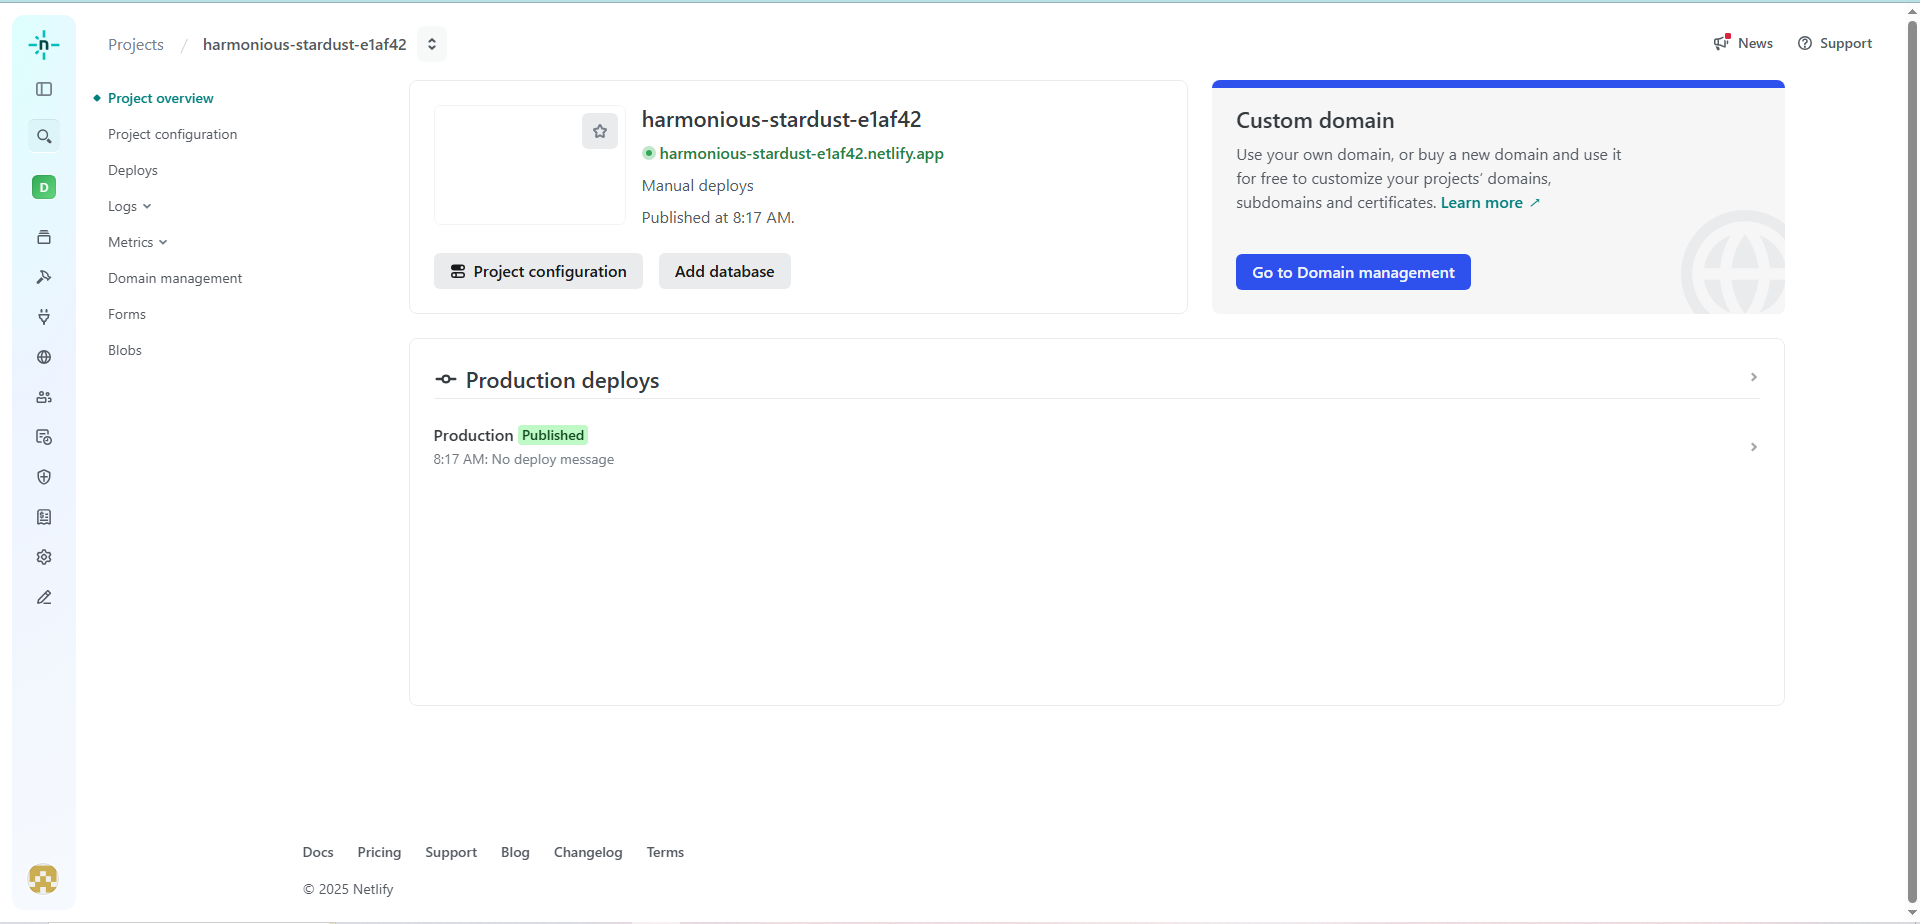 Projects / harmonious-stardust-e1af42
News
Support
D
Project overview
Project configuration
Deploys
Logs
Metrics
Domain management
Forms
Blobs
harmonious-stardust-e1af42
harmonious-stardust-e1af42.netlify.app
Manual deploys
Published at 8:17 AM.
Project configuration
Add database
Custom domain
Use your own domain, or buy a new domain and use it
for free to customize your projects’ domains,
subdomains and certificates. Learn more ↗
Go to Domain management
Production deploys
Production Published
8:17 AM: No deploy message
Docs Pricing Support Blog Changelog Terms
© 2025 Netlify